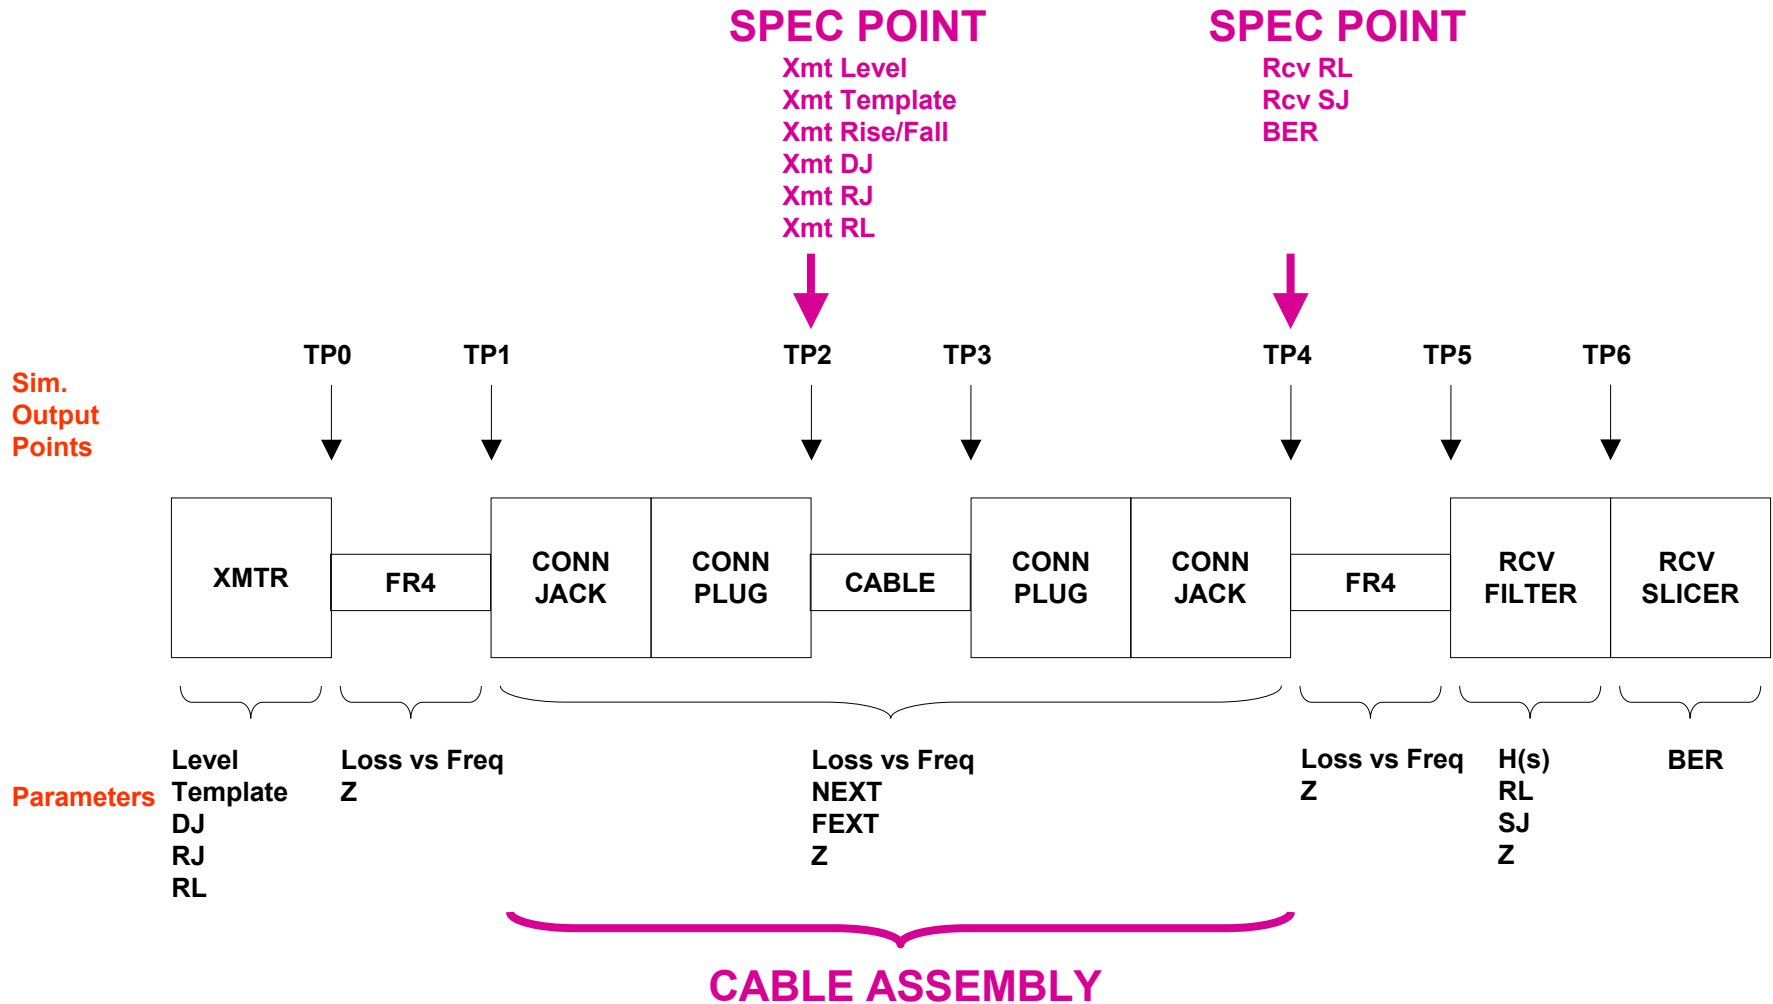 SPEC POINT
Xmt Level
Xmt Template
Xmt Rise/Fall
Xmt DJ
Xmt RJ
Xmt RL
SPEC POINT
Rcv RL
Rcv SJ
BER
TP0
TP1
TP2
TP3
TP4
TP5
TP6
Sim.
Output
Points
XMTR
FR4
CONN
JACK
CONN
PLUG
CABLE
CONN
PLUG
CONN
JACK
FR4
RCV
FILTER
RCV
SLICER
Parameters
Level
Template
DJ
RJ
RL
Loss vs Freq
Z
Loss vs Freq
NEXT
FEXT
Z
Loss vs Freq
Z
H(s)
RL
SJ
Z
BER
CABLE ASSEMBLY